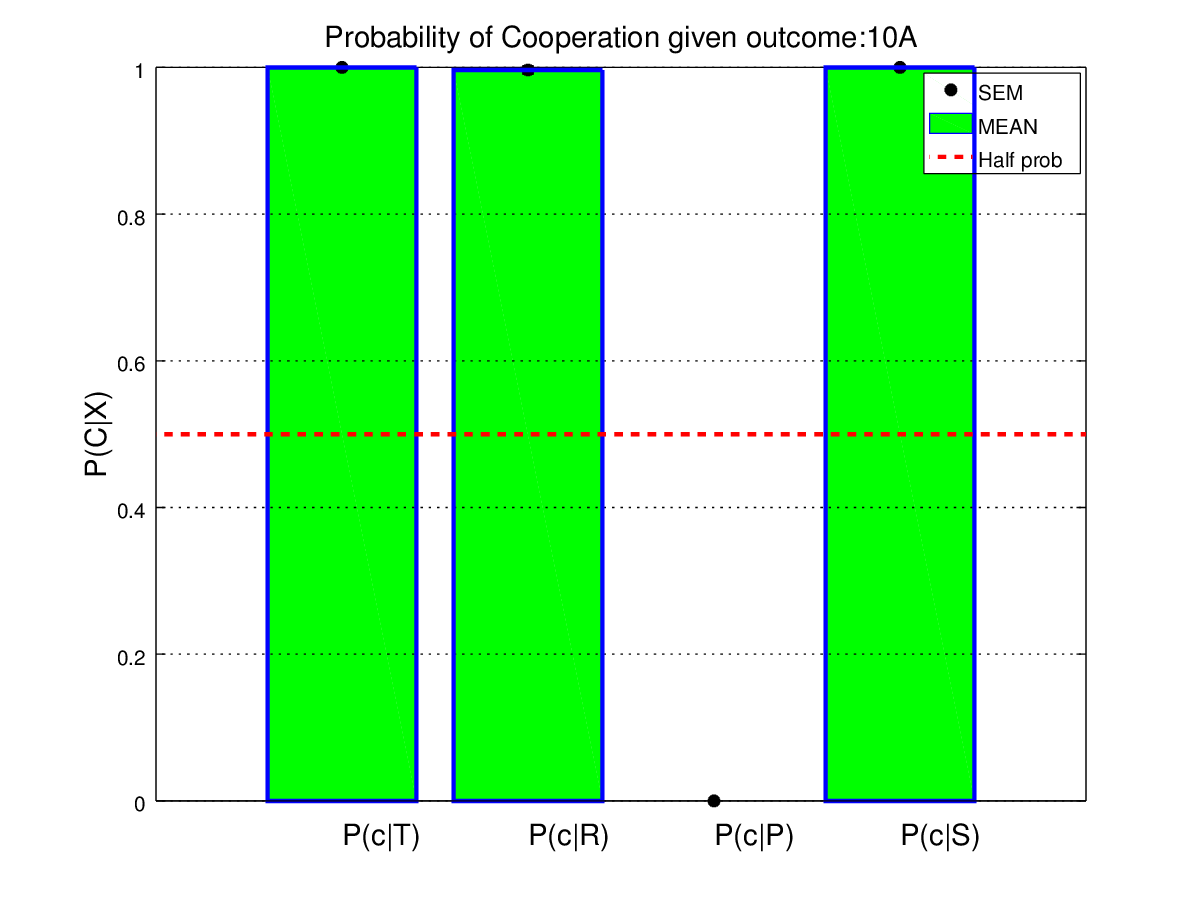 Probability of Cooperation given outcome:10A
1
0.8
0.6
0.4
0.2
0
P(C|X)
SEM
MEAN
Half prob
P(c|T)
P(c|R)
P(c|P)
P(c|S)